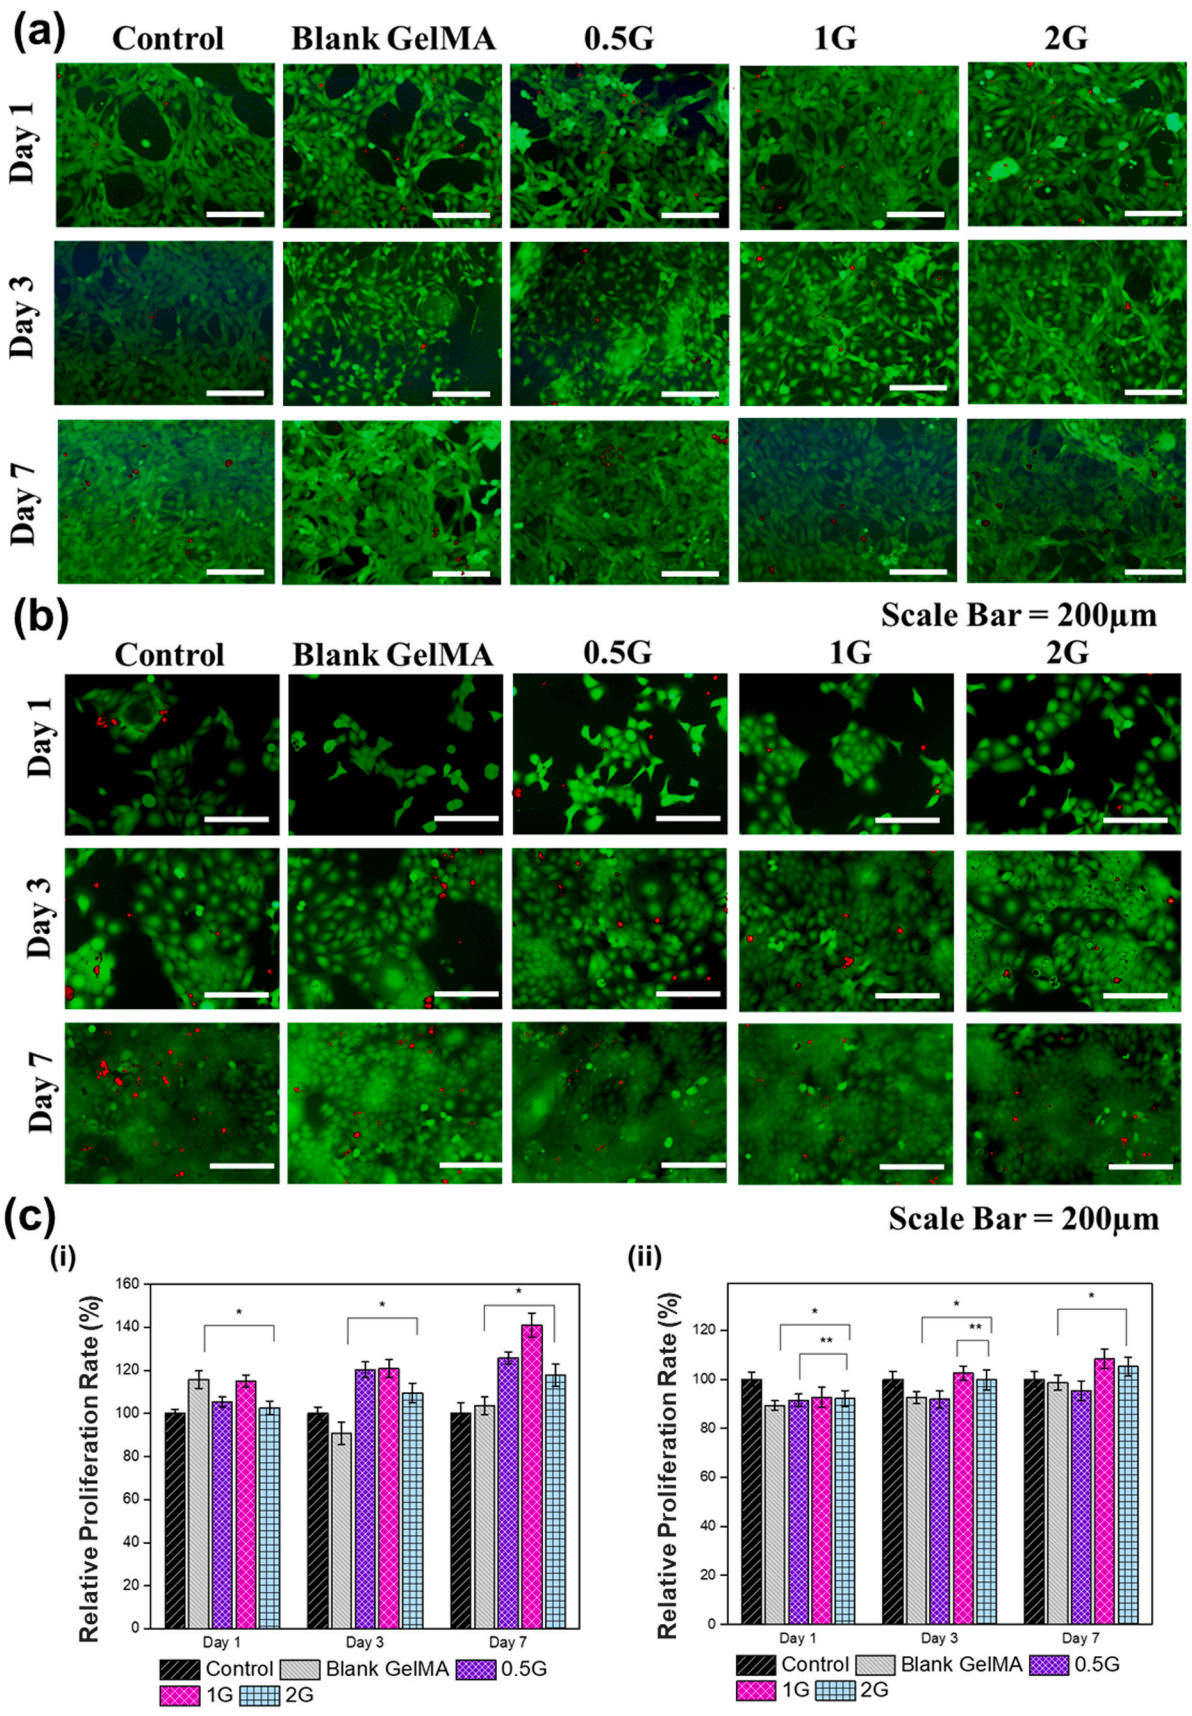 (a)
Control Blank GelMA 0.5G 1G 2G
Day 1
Day 3
Day 7
Scale Bar = 200µm
(b)
Control Blank GelMA 0.5G 1G 2G
Day 1
Day 3
Day 7
Scale Bar = 200µm
(c)
(i)
Relative Proliferation Rate (%)
160
140
120
100
80
60
40
20
0
* * *
Day 1 Day 3 Day 7
Control Blank GelMA 0.5G
1G 2G
(ii)
Relative Proliferation Rate (%)
120
100
80
60
40
20
0
* * *
** **
Day 1 Day 3 Day 7
Control Blank GelMA 0.5G
1G 2G